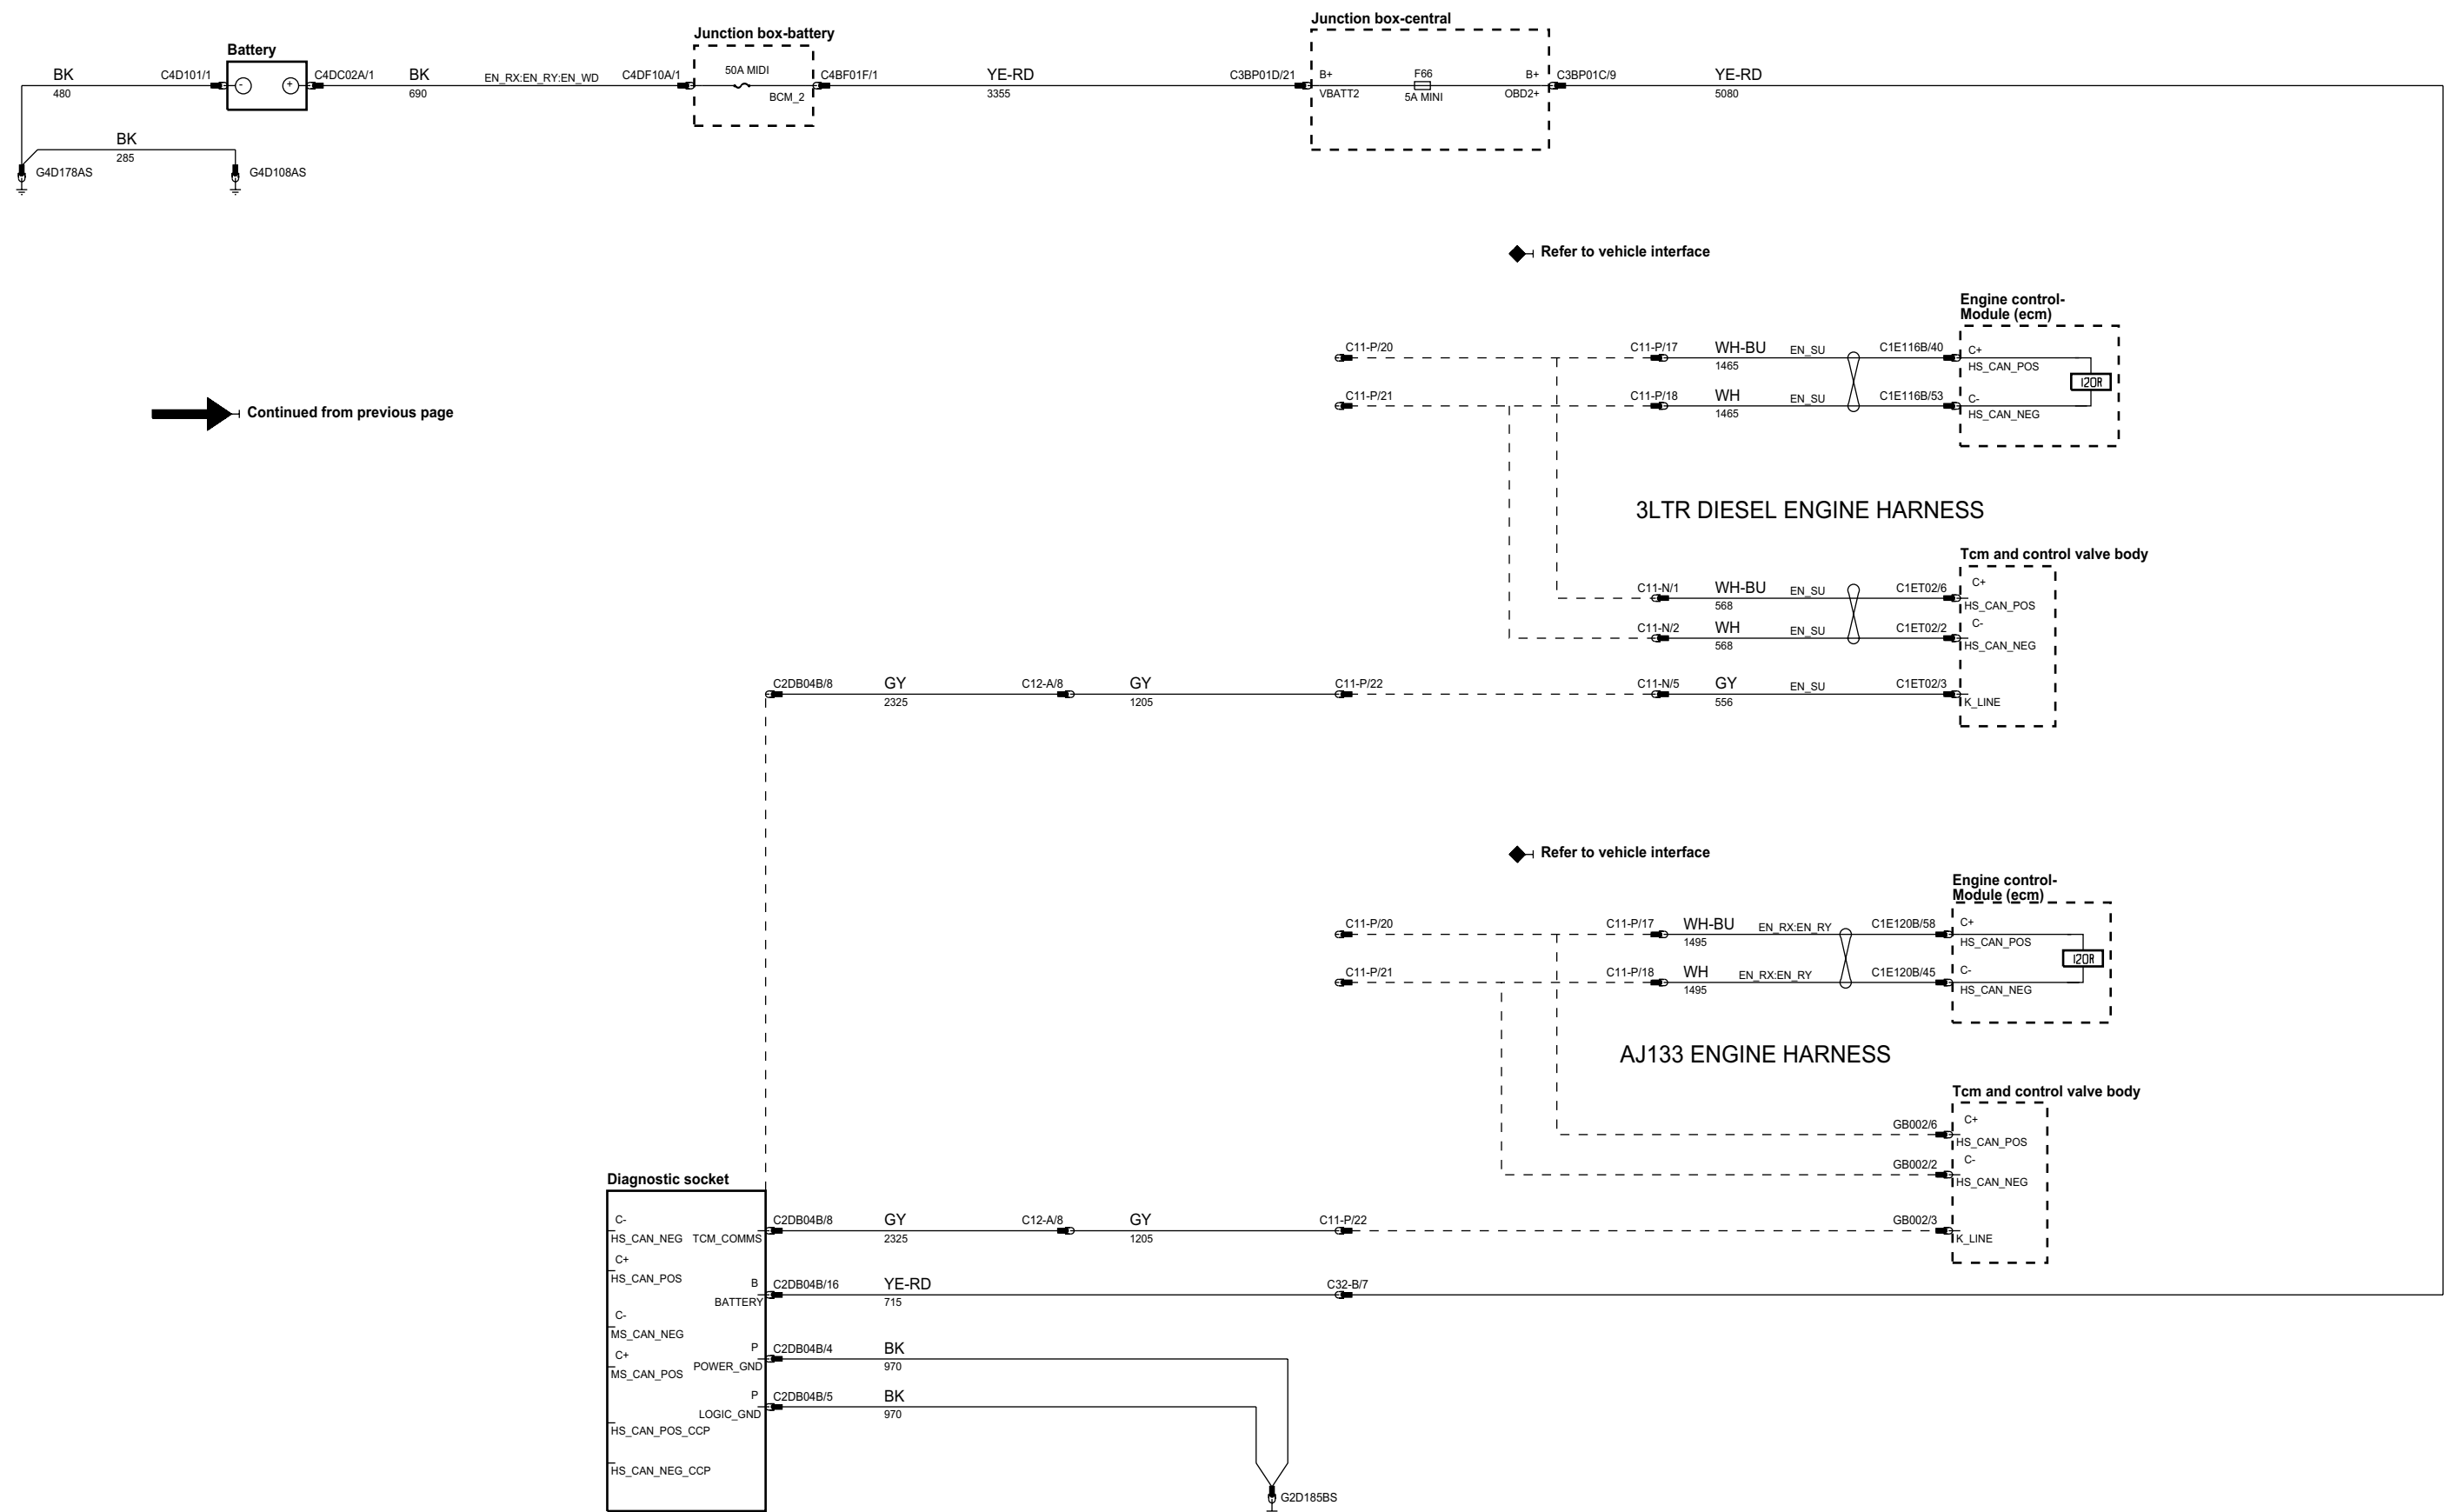 Junction box-central
Junction box-battery
Battery
BK
480
C4D101/1
-
+
C4DC02A/1
BK
690
EN_RX:EN_RY:EN_WD
C4DF10A/1
50A MIDI
BCM_2
C4BF01F/1
YE-RD
3355
C3BP01D/21
B+
VBATT2
F66
5A MINI
B+
OBD2+
C3BP01C/9
YE-RD
5080
BK
285
G4D178AS
G4D108AS
Refer to vehicle interface
Engine control-
Module (ecm)
C11-P/20
C11-P/17
WH-BU
1465
EN_SU
C1E116B/40
C+
HS_CAN_POS
120R
C11-P/21
C11-P/18
WH
1465
EN_SU
C1E116B/53
C-
HS_CAN_NEG
Continued from previous page
3LTR DIESEL ENGINE HARNESS
Tcm and control valve body
C11-N/1
WH-BU
568
EN_SU
C1ET02/6
C+
HS_CAN_POS
C11-N/2
WH
568
EN_SU
C1ET02/2
C-
HS_CAN_NEG
C2DB04B/8
GY
2325
C12-A/8
GY
1205
C11-P/22
C11-N/5
GY
556
EN_SU
C1ET02/3
K_LINE
Refer to vehicle interface
Engine control-
Module (ecm)
C11-P/20
C11-P/17
WH-BU
1495
EN_RX:EN_RY
C1E120B/58
C+
HS_CAN_POS
120R
C11-P/21
C11-P/18
WH
1495
EN_RX:EN_RY
C1E120B/45
C-
HS_CAN_NEG
AJ133 ENGINE HARNESS
Tcm and control valve body
GB002/6
C+
HS_CAN_POS
GB002/2
C-
HS_CAN_NEG
Diagnostic socket
C-
HS_CAN_NEG
TCM_COMMS
C2DB04B/8
GY
2325
C12-A/8
GY
1205
C11-P/22
GB002/3
K_LINE
C+
HS_CAN_POS
B
BATTERY
C2DB04B/16
YE-RD
715
C32-B/7
C-
MS_CAN_NEG
C+
MS_CAN_POS
P
POWER_GND
C2DB04B/4
BK
970
P
LOGIC_GND
C2DB04B/5
BK
970
HS_CAN_POS_CCP
HS_CAN_NEG_CCP
G2D185BS